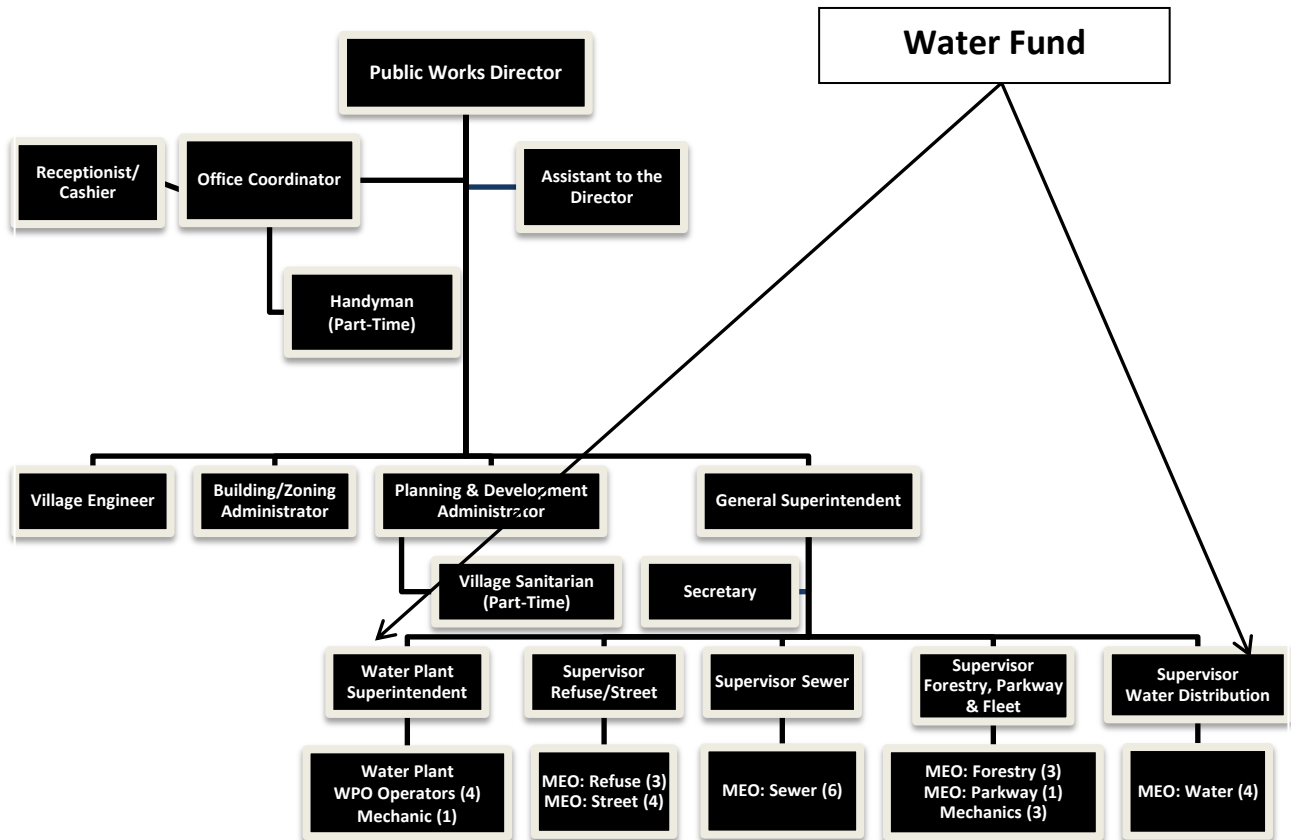 Water Fund
Public Works Director
Receptionist/
Cashier
Office Coordinator
Assistant to the
Director
Handyman
(Part-Time)
Village Engineer
Building/Zoning
Administrator
Planning & Development
Administrator
General Superintendent
Village Sanitarian
(Part-Time)
Secretary
Water Plant
Superintendent
Supervisor
Refuse/Street
Supervisor Sewer
Supervisor
Forestry, Parkway
& Fleet
Supervisor
Water Distribution
Water Plant
WPO Operators (4)
Mechanic (1)
MEO: Refuse (3)
MEO: Street (4)
MEO: Sewer (6)
MEO: Forestry (3)
MEO: Parkway (1)
Mechanics (3)
MEO: Water (4)